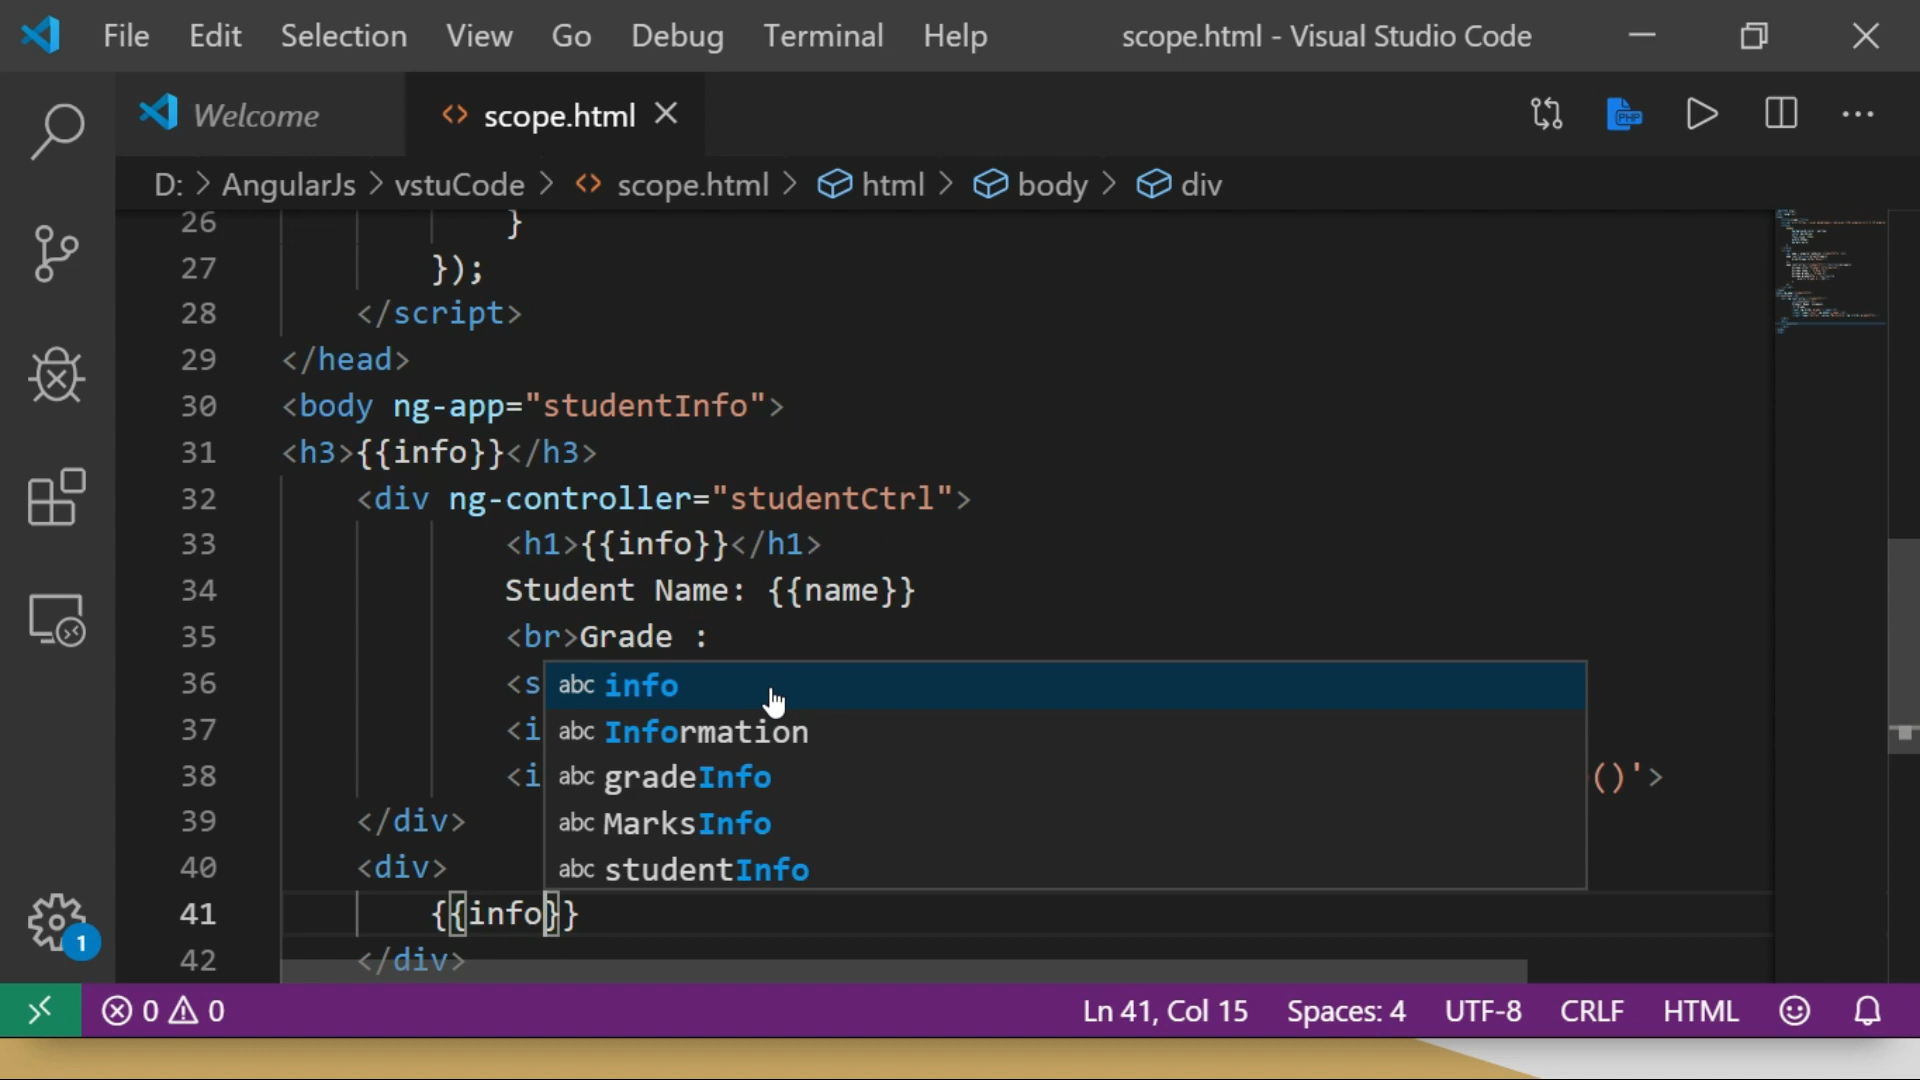 File Edit Selection View Go Debug Terminal Help scope.html - Visual Studio Code
Welcome scope.html
PHP
D: > AngularJs > vstuCode > scope.html > html > body > div
26 }
27 });
28 </script>
29 </head>
30 <body ng-app="studentInfo">
31 <h3>{{info}}</h3>
32 <div ng-controller="studentCtrl">
33 <h1>{{info}}</h1>
34 Student Name: {{name}}
35 <br>Grade :
36 <s abc info
37 <i abc Information
38 <i abc gradeInfo ()'>
39 </div> abc MarksInfo
40 <div> abc studentInfo
41 {{info}}
42 </div>
1
0 0 Ln 41, Col 15 Spaces: 4 UTF-8 CRLF HTML